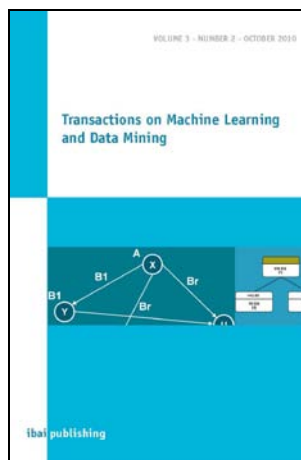 VOLUME 3 - NUMBER 2 - OCTOBER 2010
Transactions on Machine Learning
and Data Mining
A
X
B1
Br
B1
Br
Y
ibai publishing